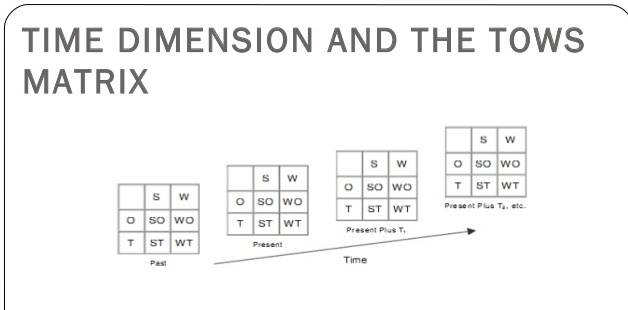 TIME DIMENSION AND THE TOWS
MATRIX
S W
O SO WO
T ST WT
Past
S W
O SO WO
T ST WT
Present
S W
O SO WO
T ST WT
Present Plus T₁
S W
O SO WO
T ST WT
Present Plus T₂, etc.
Time